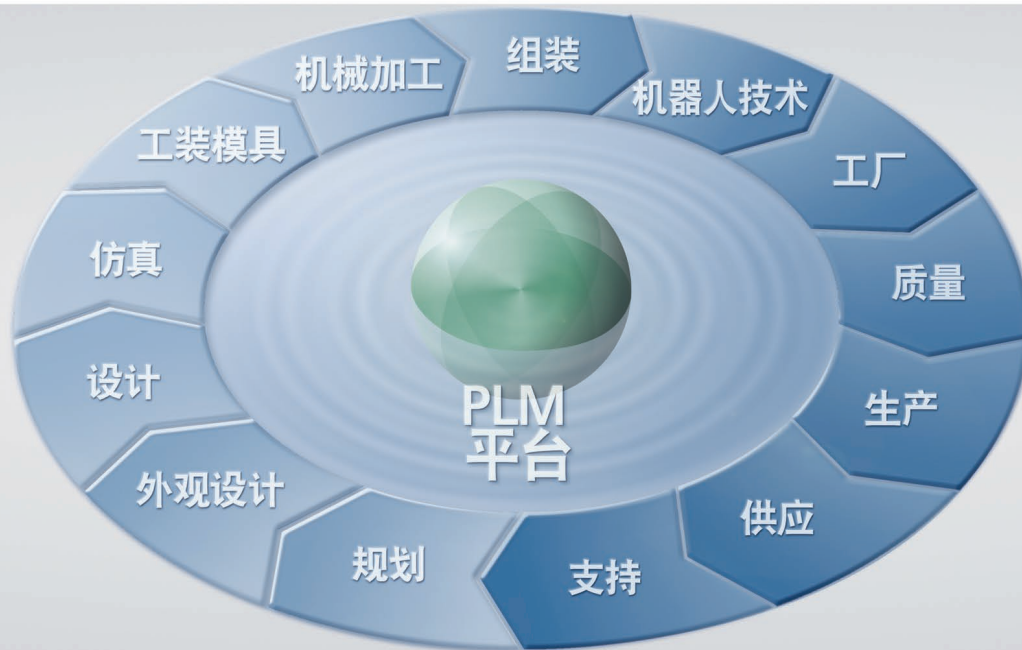 组装
机械加工
机器人技术
工装模具
工厂
仿真
质量
设计
生产
PLM
平台
外观设计
供应
规划
支持